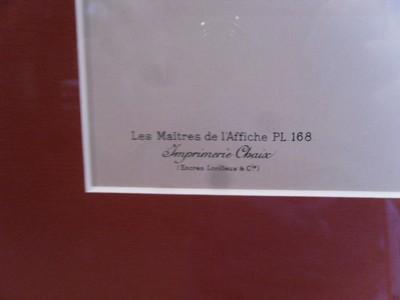 Les Maîtres de l'Affiche PL. 168
Imprimerie Chaix
(Encres Lorilleux & Cie)